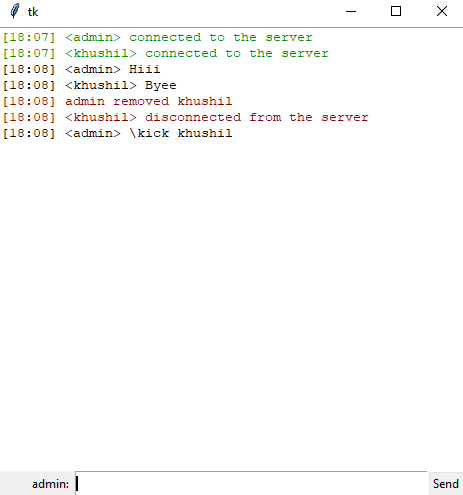 tk
[18:07] <admin> connected to the server
[18:07] <khushil> connected to the server
[18:08] <admin> Hiii
[18:08] <khushil> Byee
[18:08] admin removed khushil
[18:08] <khushil> disconnected from the server
[18:08] <admin> \kick khushil
admin:
Send